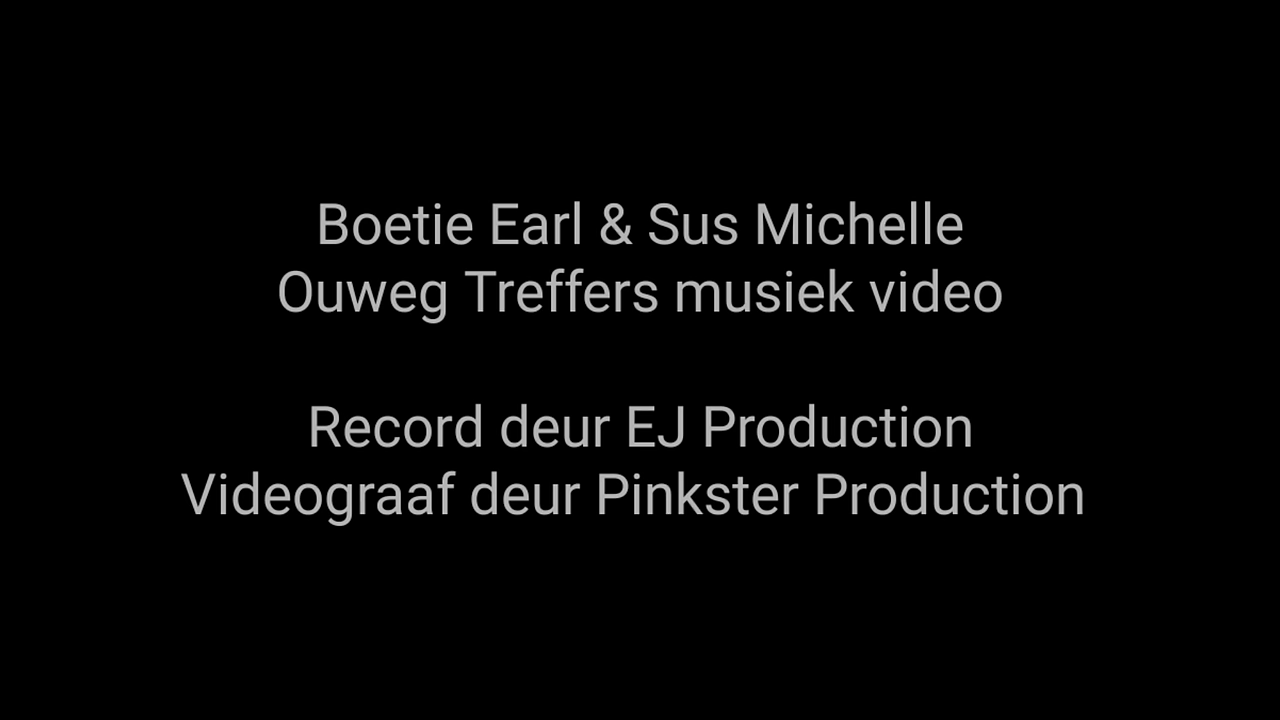 Boetie Earl & Sus Michelle
Ouweg Treffers musiek video
Record deur EJ Production
Videograaf deur Pinkster Production